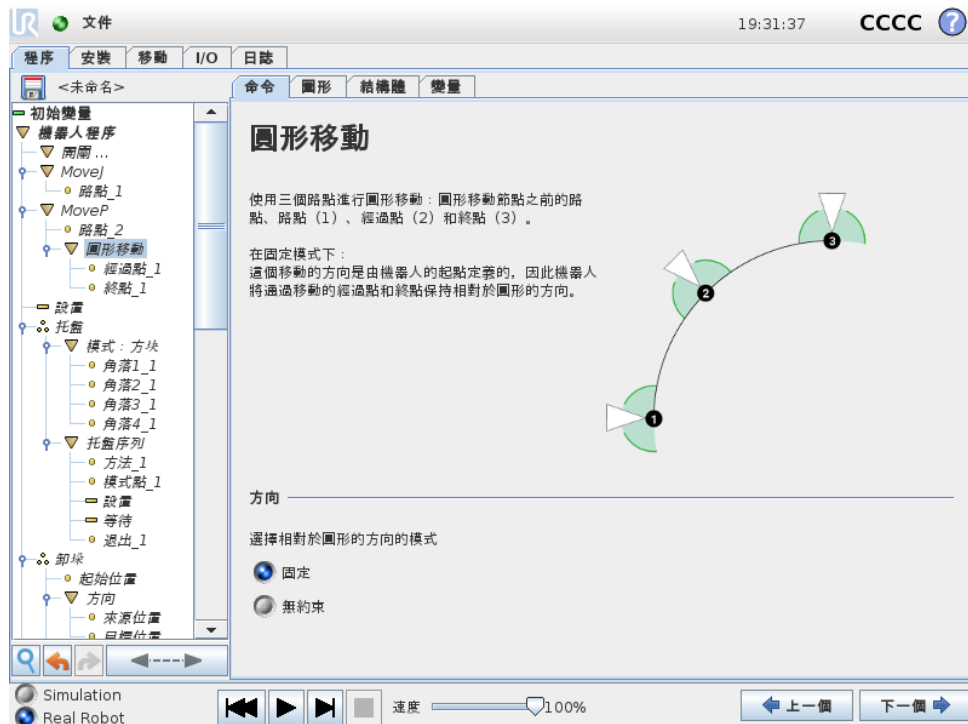 UR 文件 19:31:37 CCCC ?
程序 安裝 移動 I/O 日誌
<未命名> 命令 圖形 結構體 變量
初始變量
機器人程序
開關 ...
MoveJ
路點_1
MoveP
路點_2
圓形移動
經過點_1
終點_1
設置
托盤
模式：方块
角落1_1
角落2_1
角落3_1
角落4_1
托盤序列
方法_1
模式點_1
設置
等待
退出_1
卸垛
起始位置
方向
來源位置
目標位置
圓形移動
使用三個路點進行圓形移動：圓形移動節點之前的路
點、路點（1）、經過點（2）和終點（3）。
在固定模式下：
這個移動的方向是由機器人的起點定義的，因此機器人
將通過移動的經過點和終點保持相對於圓形的方向。
3
2
1
方向
選擇相對於圓形的方向的模式
固定
無約束
Simulation
Real Robot
速度 100% 上一個 下一個